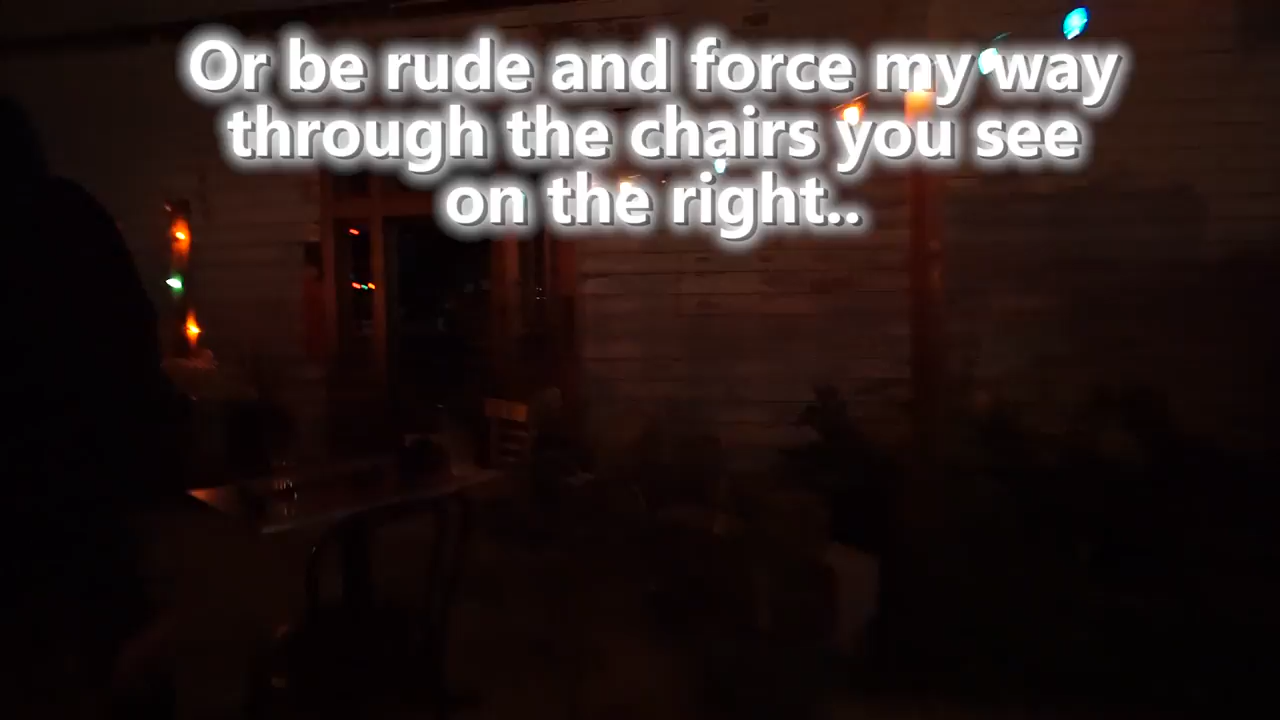 Or be rude and force my way
through the chairs you see
on the right..